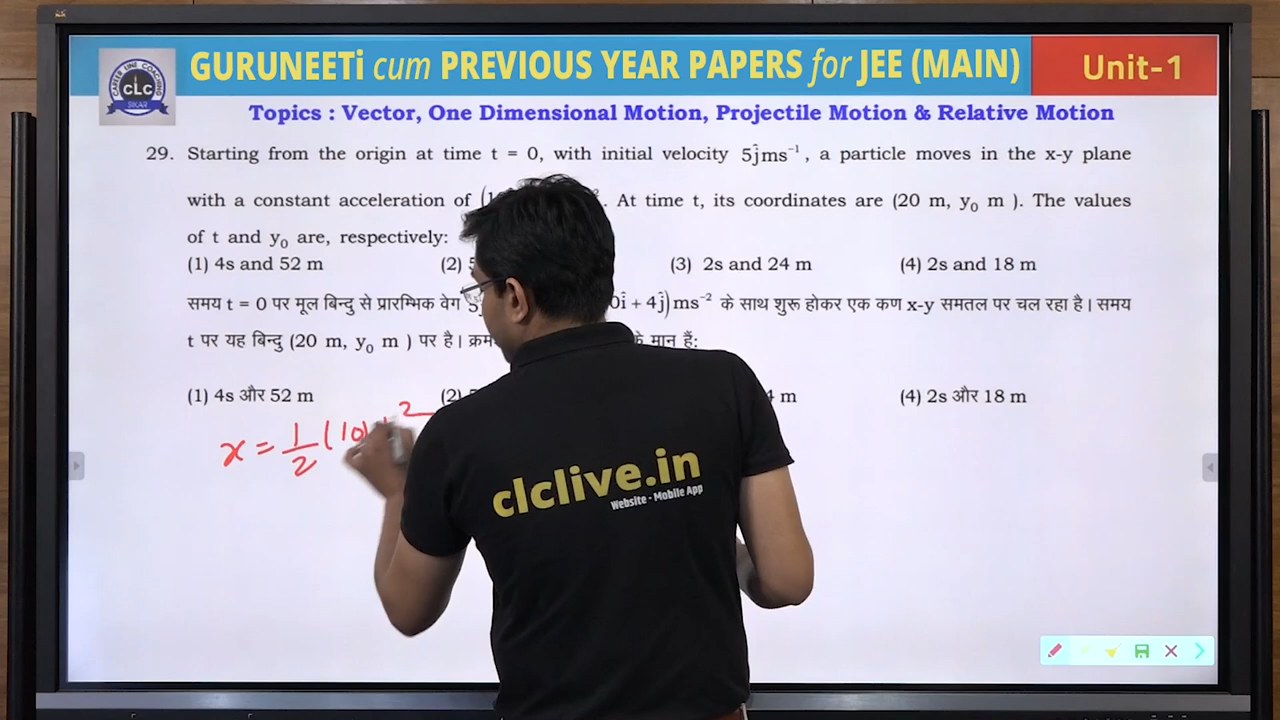 GURUNEETi cum PREVIOUS YEAR PAPERS for JEE (MAIN) Unit-1
CAREER LINE COACHING
CLC
SIKAR
Topics : Vector, One Dimensional Motion, Projectile Motion & Relative Motion
29. Starting from the origin at time t = 0, with initial velocity 5ĵms⁻¹, a particle moves in the x-y plane
with a constant acceleration of . At time t, its coordinates are (20 m, y₀ m ). The values
of t and y₀ are, respectively:
(1) 4s and 52 m (2) (3) 2s and 24 m (4) 2s and 18 m
समय t = 0 पर मूल बिन्दु से प्रारम्भिक वेग 0î + 4ĵ)ms⁻² के साथ शुरू होकर एक कण x-y समतल पर चल रहा है। समय
t पर यह बिन्दु (20 m, y₀ m ) पर है। के मान हैं:
(1) 4s और 52 m (2) m (4) 2s और 18 m
x = 1/2 (10) t²
clclive.in
Website - Mobile App